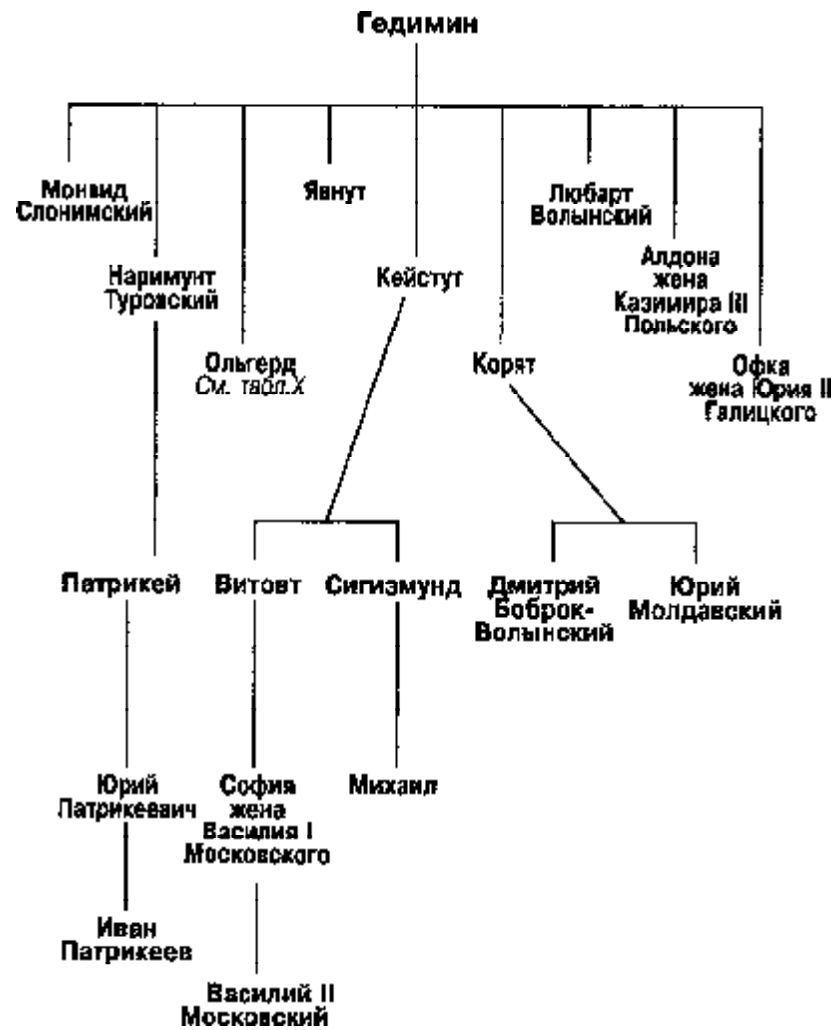 Гедимин
Монвид
Слонимский
Явнут
Любарт
Волынский
Наримунт
Туровский
Кейстут
Алдона
жена
Казимира III
Польского
Ольгерд
См. табл.X
Корят
Офка
жена Юрия II
Галицкого
Патрикей
Витовт
Сигизмунд
Дмитрий
Боброк-
Волынский
Юрий
Молдавский
Юрий
Патрикеевич
София
жена
Василия I
Московского
Михаил
Иван
Патрикеев
Василий II
Московский